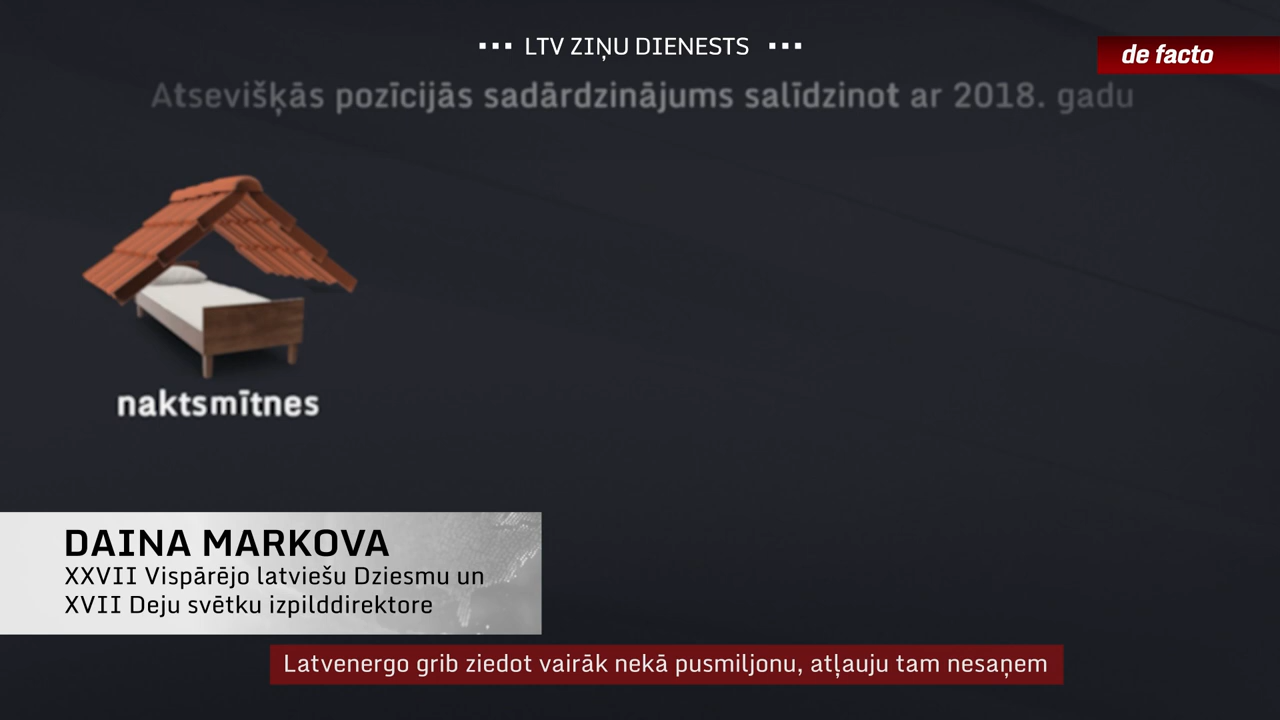 LTV ZIŅU DIENESTS
de facto
Atsevišķās pozīcijās sadārdzinājums salīdzinot ar 2018. gadu
naktsmītnes
DAINA MARKOVA
XXVII Vispārējo latviešu Dziesmu un
XVII Deju svētku izpilddirektore
Latvenergo grib ziedot vairāk nekā pusmiljonu, atļauju tam nesaņem